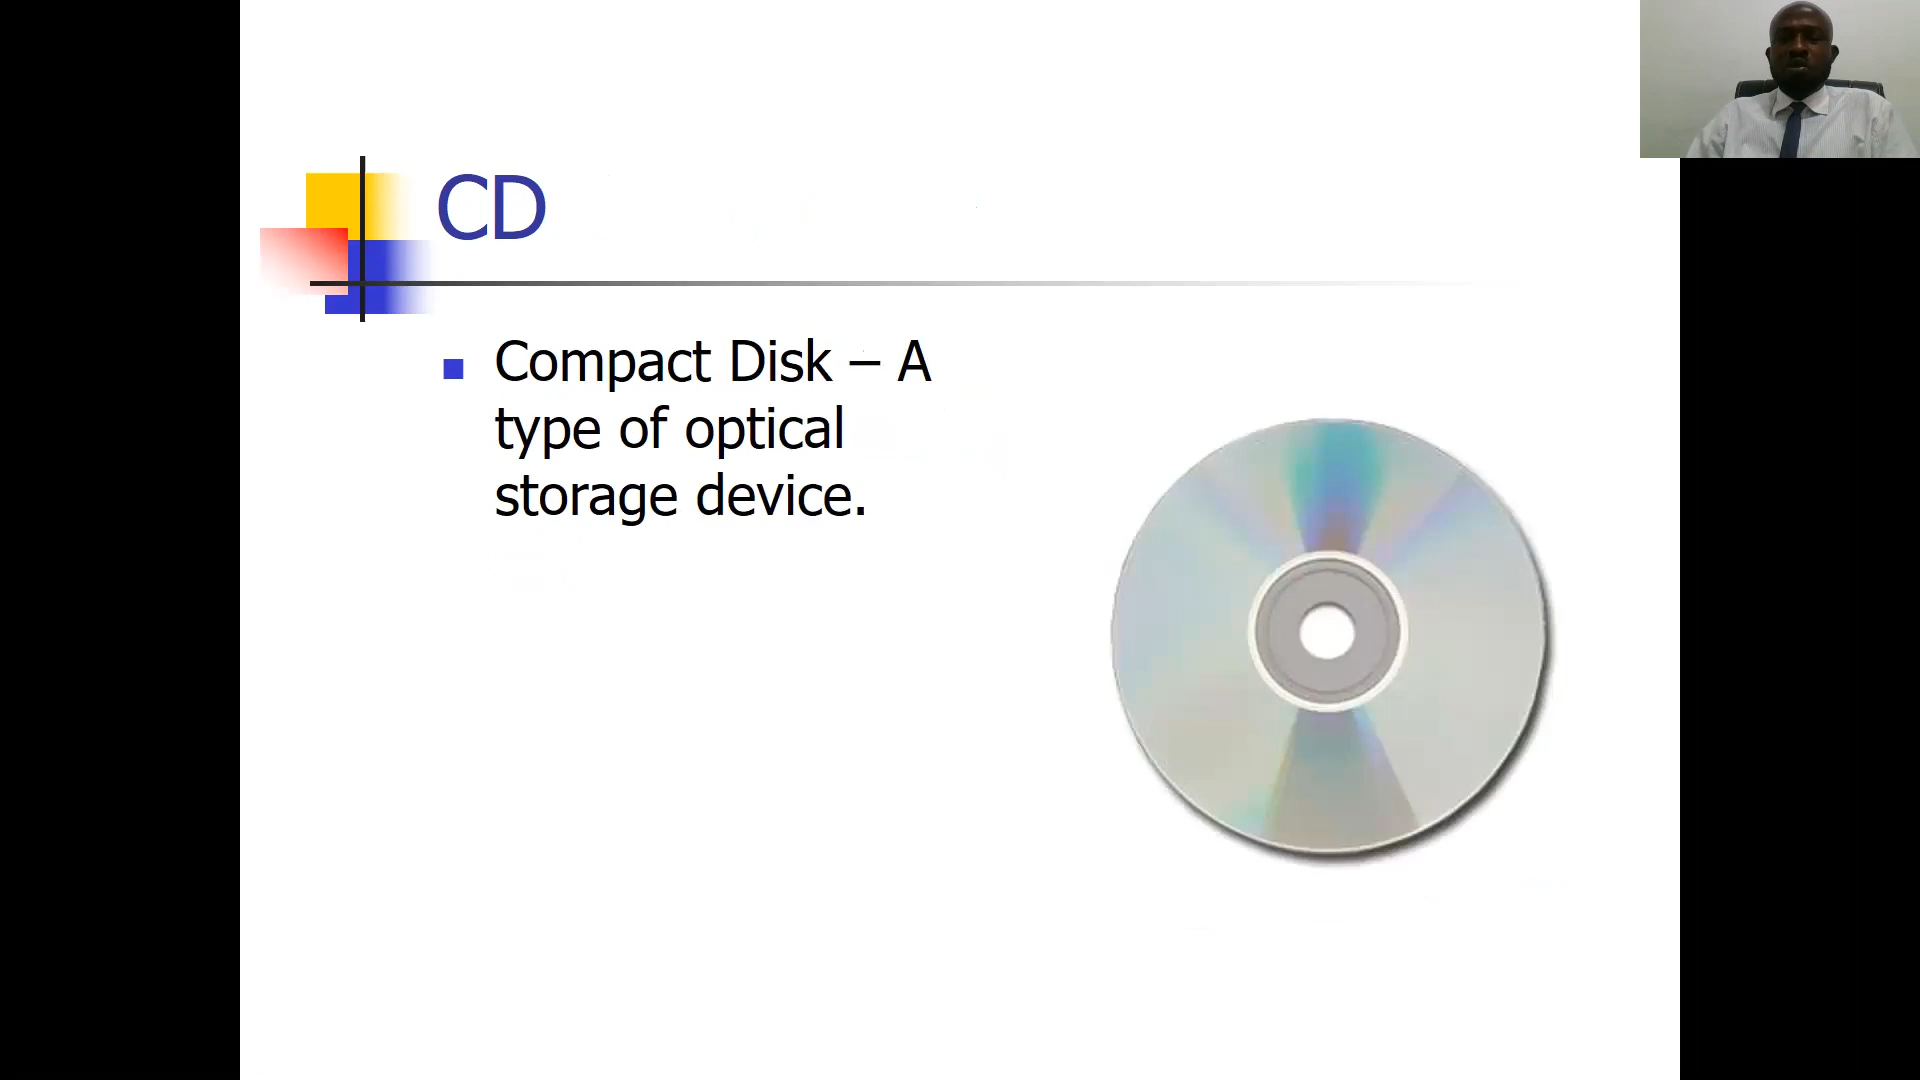 CD
Compact Disk – A
type of optical
storage device.